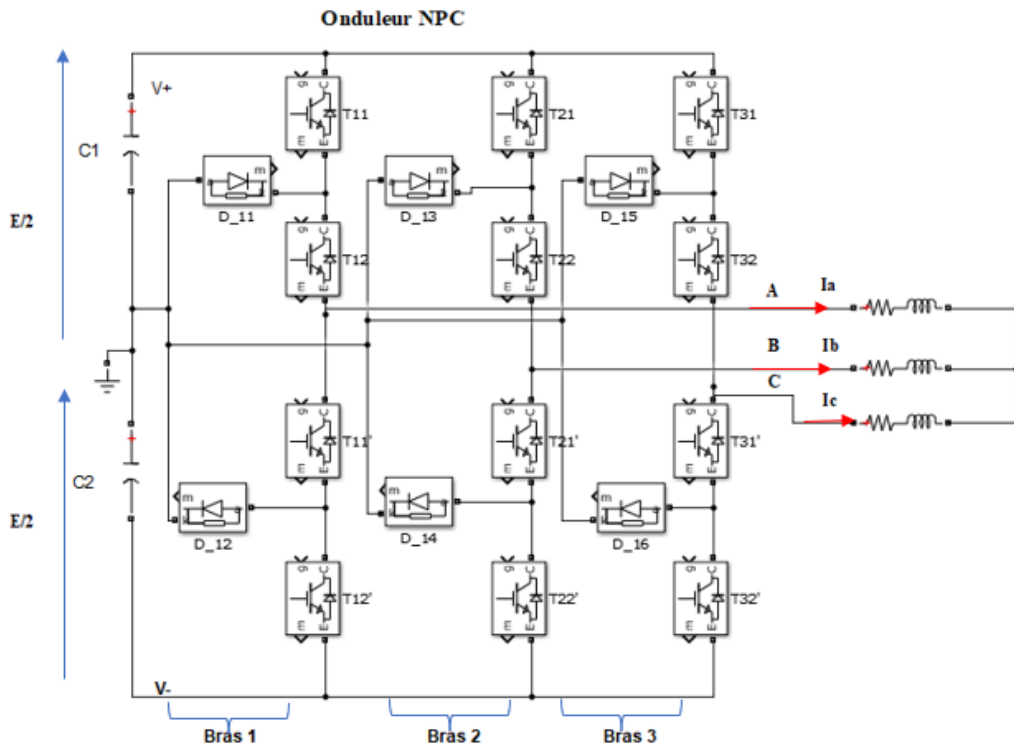 Onduleur NPC
V+
C1
E/2
g C
m E
T11
g C
m E
T21
g C
m E
T31
a m k
D_11
a m k
D_13
a m k
D_15
g C
m E
T12
g C
m E
T22
g C
m E
T32
A
Ia
B
Ib
C
Ic
C2
E/2
g C
m E
T11'
g C
m E
T21'
g C
m E
T31'
m k a
D_12
m k a
D_14
m k a
D_16
g C
m E
T12'
g C
m E
T22'
g C
m E
T32'
V-
Bras 1
Bras 2
Bras 3